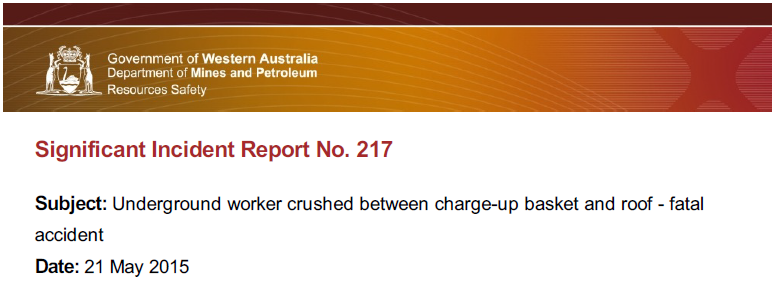 Government of Western Australia
Department of Mines and Petroleum
Resources Safety
Significant Incident Report No. 217
Subject: Underground worker crushed between charge-up basket and roof - fatal
accident
Date: 21 May 2015